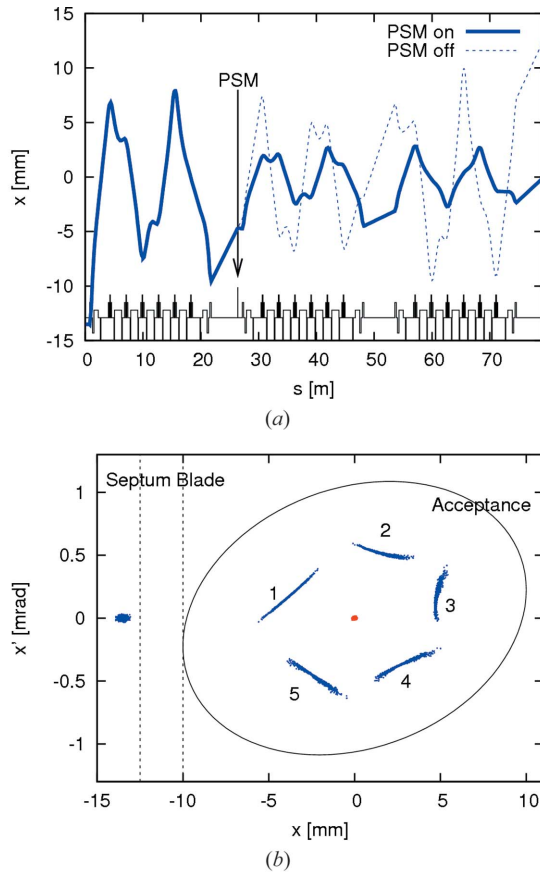 15
10
5
0
-5
-10
-15
x [mm]
PSM on
PSM off
PSM
0 10 20 30 40 50 60 70
s [m]
(a)
1
0.5
0
-0.5
-1
x' [mrad]
Septum Blade
Acceptance
1
2
3
4
5
-15 -10 -5 0 5 10
x [mm]
(b)